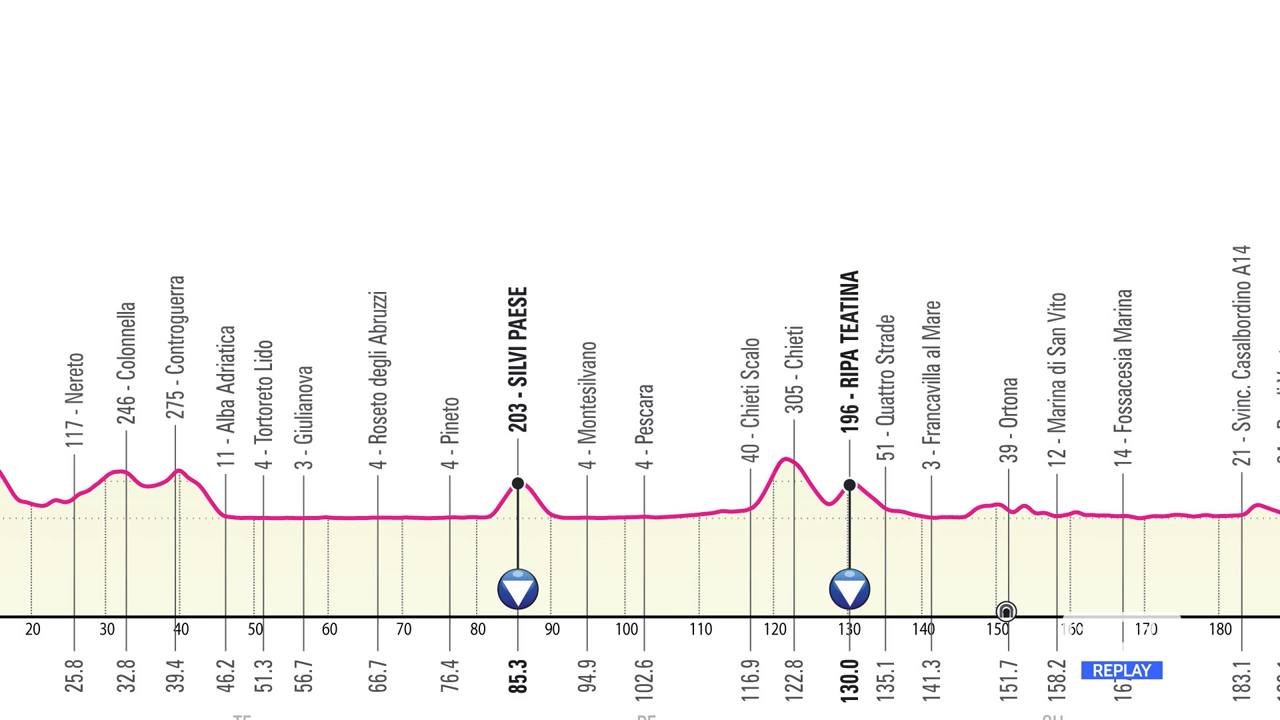 117 - Nereto
246 - Colonnella
275 - Controguerra
11 - Alba Adriatica
4 - Tortoreto Lido
3 - Giulianova
4 - Roseto degli Abruzzi
4 - Pineto
203 - SILVI PAESE
4 - Montesilvano
4 - Pescara
40 - Chieti Scalo
305 - Chieti
196 - RIPA TEATINA
51 - Quattro Strade
3 - Francavilla al Mare
39 - Ortona
12 - Marina di San Vito
14 - Fossacesia Marina
21 - Svinc. Casalbordino A14
20 30 40 50 60 70 80 90 100 110 120 130 140 150 160 170 180
25.8 32.8 39.4 46.2 51.3 56.7 66.7 76.4 85.3 94.9 102.6 116.9 122.8 130.0 135.1 141.3 151.7 158.2 183.1
REPLAY